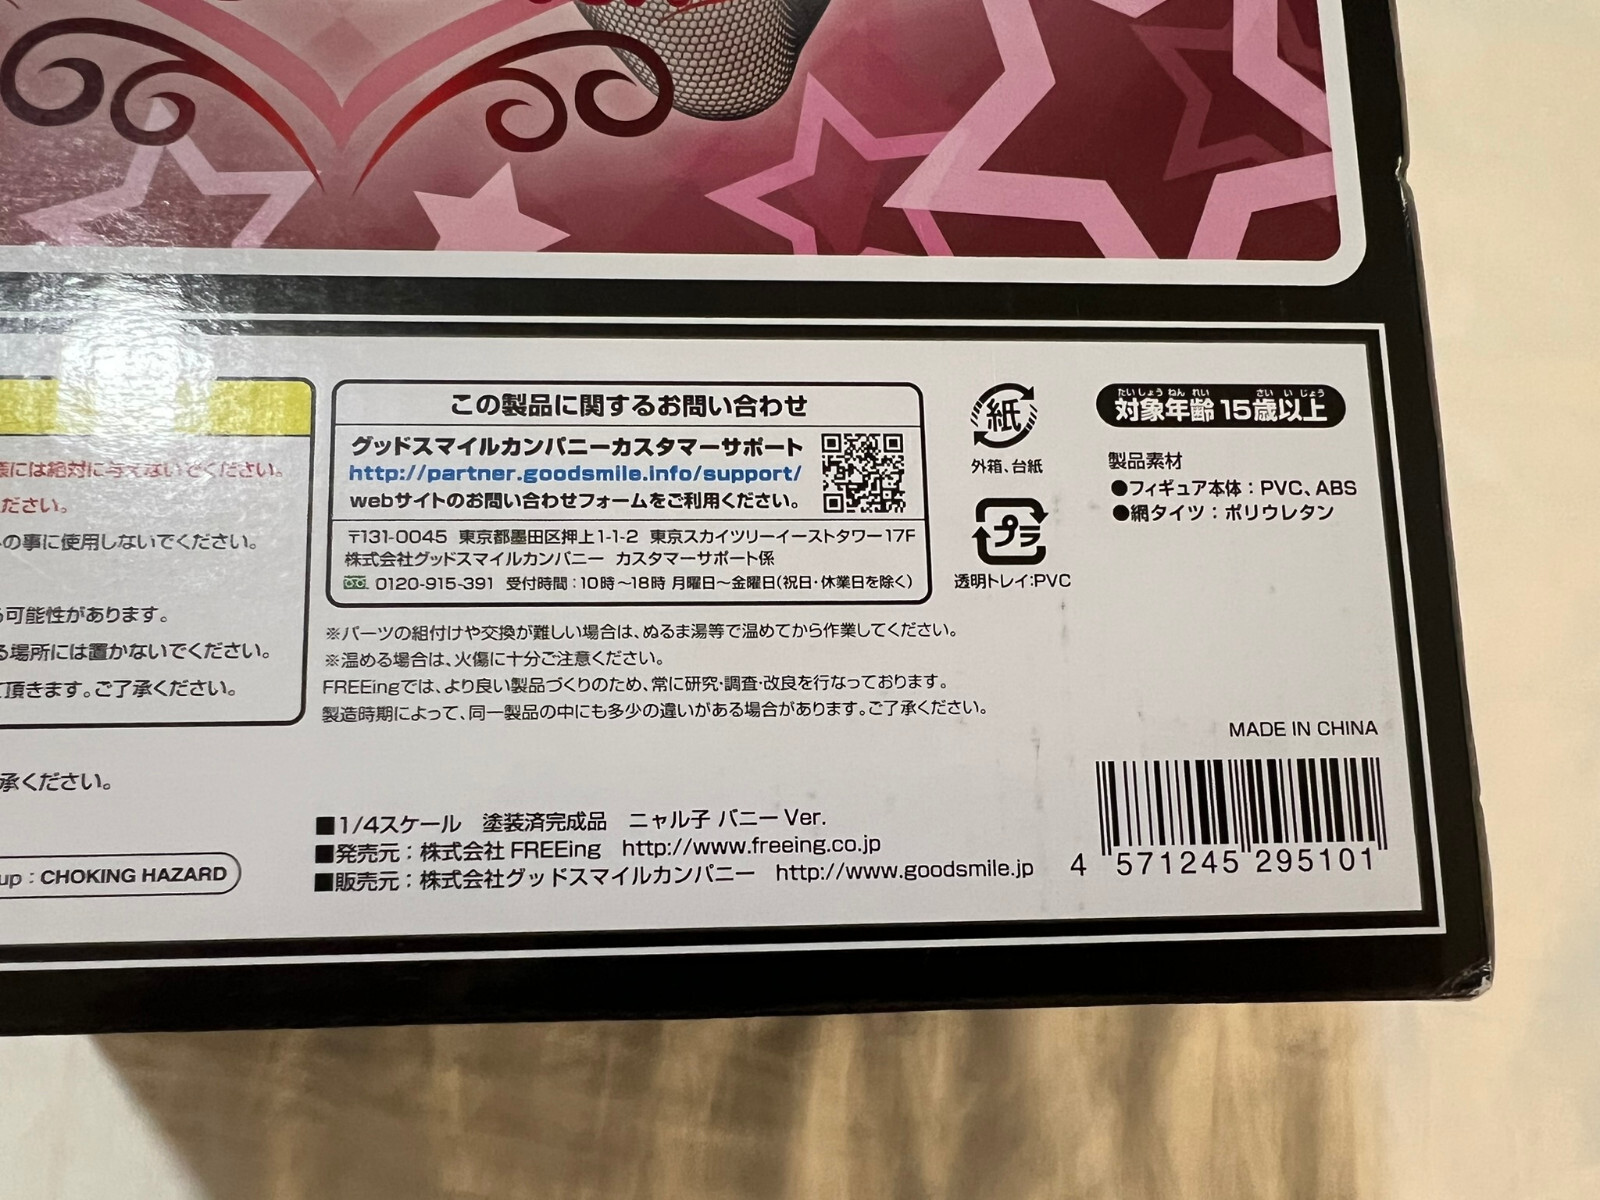 様には絶対に与えないでください。
ださい。
の事に使用しないでください。
可能性があります。
る場所には置かないでください。
頂きます。ご了承ください。
承ください。
up : CHOKING HAZARD
この製品に関するお問い合わせ
グッドスマイルカンパニーカスタマーサポート
http://partner.goodsmile.info/support/
webサイトのお問い合わせフォームをご利用ください。
〒131-0045 東京都墨田区押上1-1-2 東京スカイツリーイーストタワー17F
株式会社グッドスマイルカンパニー カスタマーサポート係
0120-915-391 受付時間：10時～18時 月曜日～金曜日(祝日・休業日を除く)
※パーツの組付けや交換が難しい場合は、ぬるま湯等で温めてから作業してください。
※温める場合は、火傷に十分ご注意ください。
FREEingでは、より良い製品づくりのため、常に研究・調査・改良を行なっております。
製造時期によって、同一製品の中にも多少の違いがある場合があります。ご了承ください。
■1/4スケール 塗装済完成品 ニャル子 バニー Ver.
■発売元：株式会社 FREEing http://www.freeing.co.jp
■販売元：株式会社グッドスマイルカンパニー http://www.goodsmile.jp
紙
外箱、台紙
プラ
透明トレイ:PVC
たいしょう ねん れい さい い じょう
対象年齢 15歳以上
製品素材
●フィギュア本体：PVC、ABS
●網タイツ：ポリウレタン
MADE IN CHINA
4 571245 295101